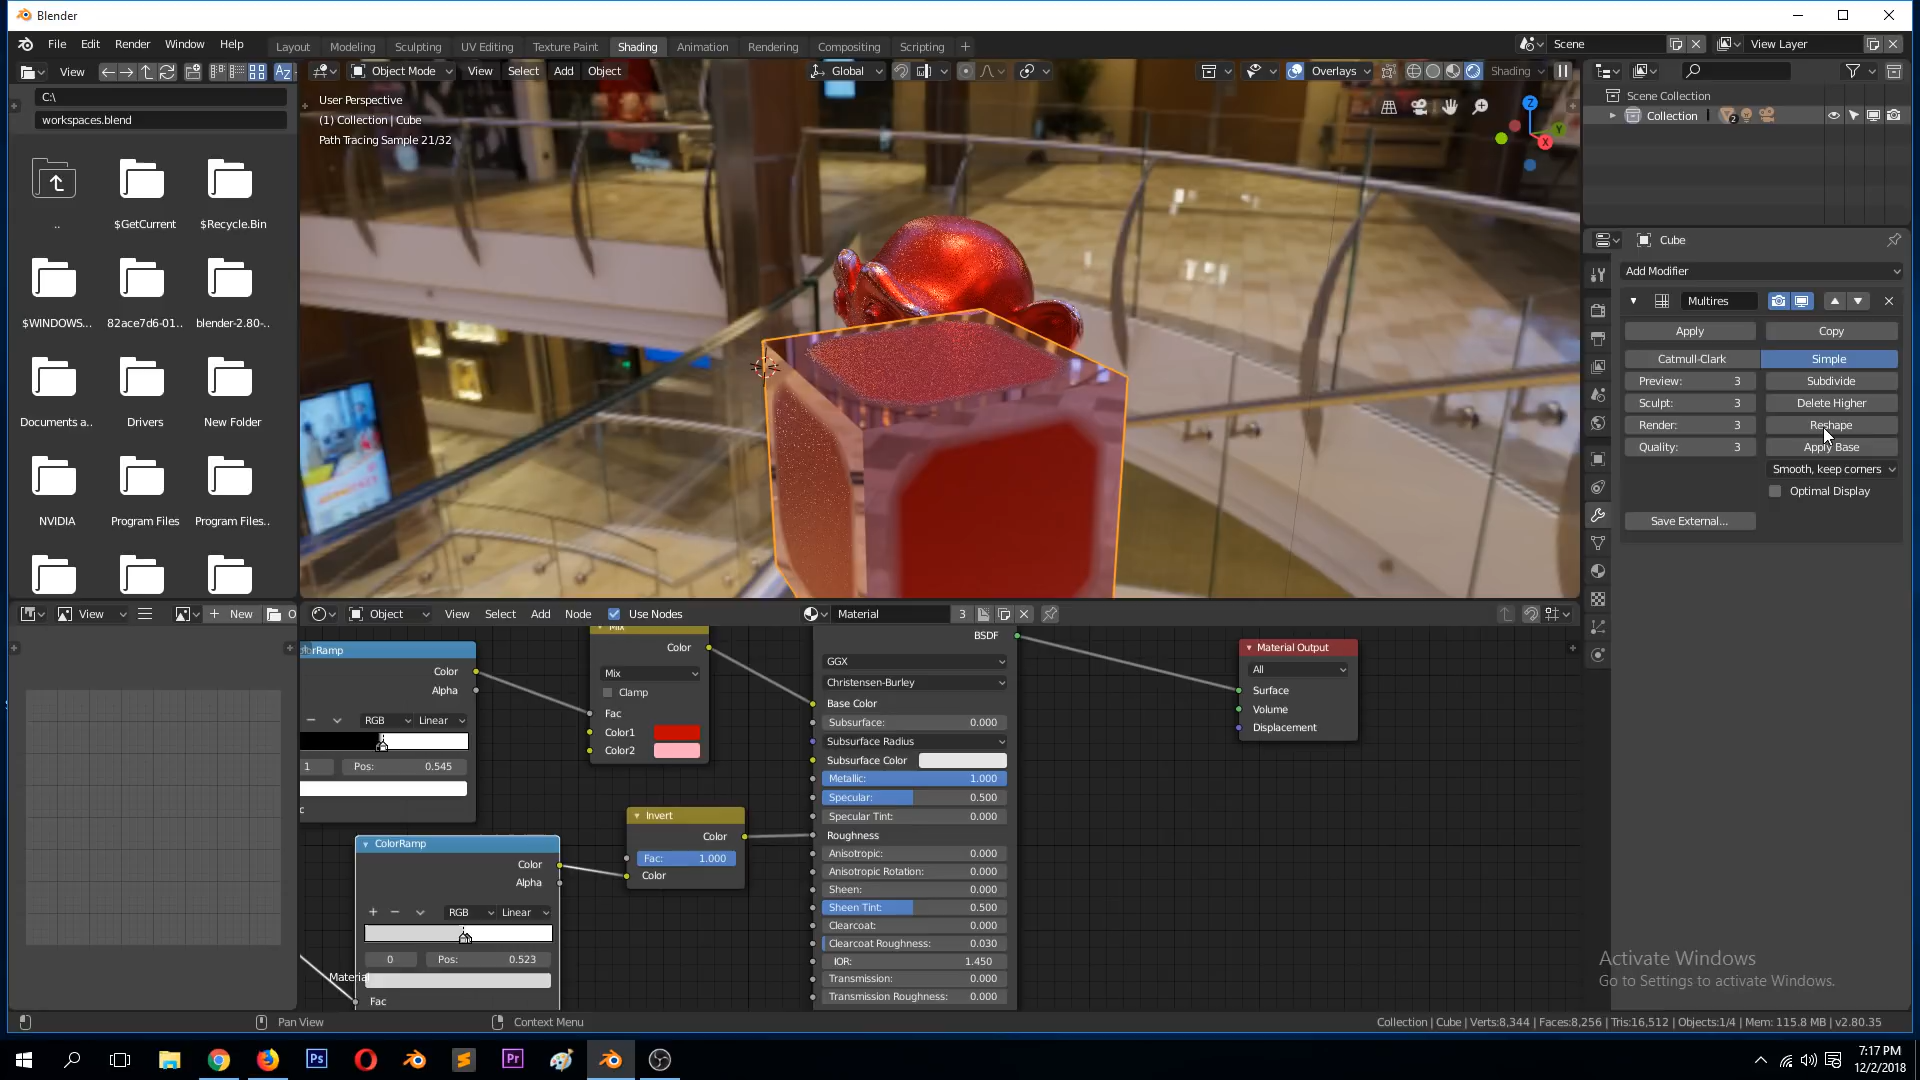 Blender
File Edit Render Window Help
Layout Modeling Sculpting UV Editing Texture Paint Shading Animation Rendering Compositing Scripting +
Scene View Layer
View
C:\
workspaces.blend
..
$GetCurrent
$Recycle.Bin
$WINDOWS...
82ace7d6-01..
blender-2.80-..
Documents a..
Drivers
New Folder
NVIDIA
Program Files
Program Files..
Object Mode View Select Add Object Global Overlays Shading
User Perspective
(1) Collection | Cube
Path Tracing Sample 21/32
Z
Y
X
Scene Collection
Collection 2
Cube
Add Modifier
Multires
Apply Copy
Catmull-Clark Simple
Preview: 3 Subdivide
Sculpt: 3 Delete Higher
Render: 3 Reshape
Quality: 3 Apply Base
Smooth, keep corners
Optimal Display
Save External...
View + New O
Object View Select Add Node Use Nodes Material 3
ColorRamp
Color
Alpha
RGB Linear
1 Pos: 0.545
Mix
Color
Mix
Clamp
Fac
Color1
Color2
Invert
Color
Fac: 1.000
Color
ColorRamp
Color
Alpha
RGB Linear
0 Pos: 0.523
Fac
Material
BSDF
GGX
Christensen-Burley
Base Color
Subsurface: 0.000
Subsurface Radius
Subsurface Color
Metallic: 1.000
Specular: 0.500
Specular Tint: 0.000
Roughness
Anisotropic: 0.000
Anisotropic Rotation: 0.000
Sheen: 0.000
Sheen Tint: 0.500
Clearcoat: 0.000
Clearcoat Roughness: 0.030
IOR: 1.450
Transmission: 0.000
Transmission Roughness: 0.000
Material Output
All
Surface
Volume
Displacement
Activate Windows
Go to Settings to activate Windows.
Pan View Context Menu
Collection | Cube | Verts:8,344 | Faces:8,256 | Tris:16,512 | Objects:1/4 | Mem: 115.8 MB | v2.80.35
Ps Pr
7:17 PM
12/2/2018